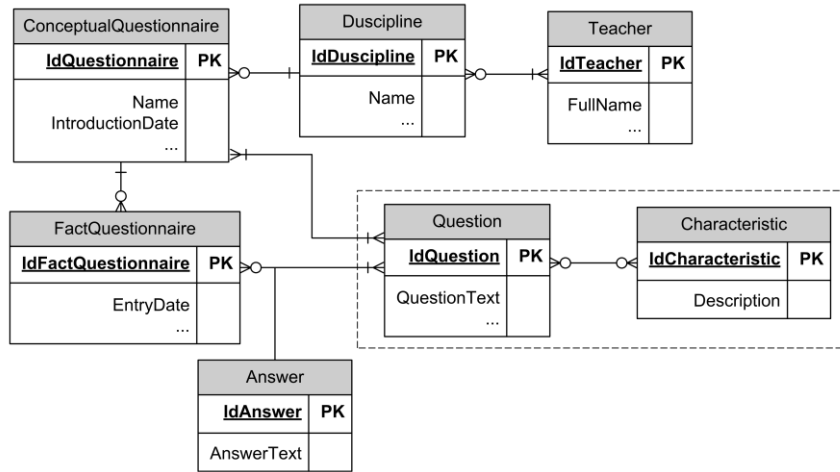 ConceptualQuestionnaire
IdQuestionnaire PK
Name
IntroductionDate
...
Duscipline
IdDuscipline PK
Name
...
Teacher
IdTeacher PK
FullName
...
FactQuestionnaire
IdFactQuestionnaire PK
EntryDate
...
Question
IdQuestion PK
QuestionText
...
Characteristic
IdCharacteristic PK
Description
Answer
IdAnswer PK
AnswerText